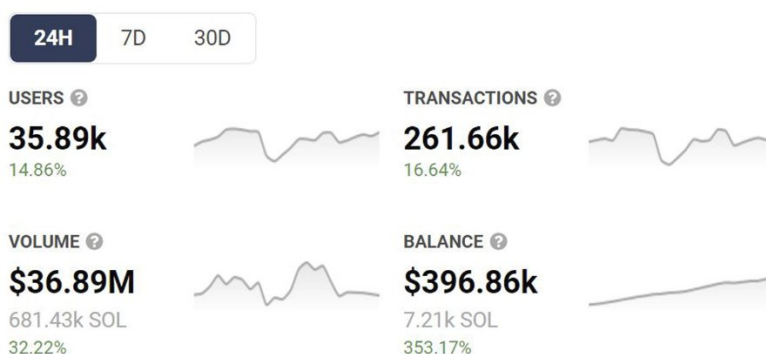 24H 7D 30D
USERS ?
35.89k
14.86%
TRANSACTIONS ?
261.66k
16.64%
VOLUME ?
$36.89M
681.43k SOL
32.22%
BALANCE ?
$396.86k
7.21k SOL
353.17%